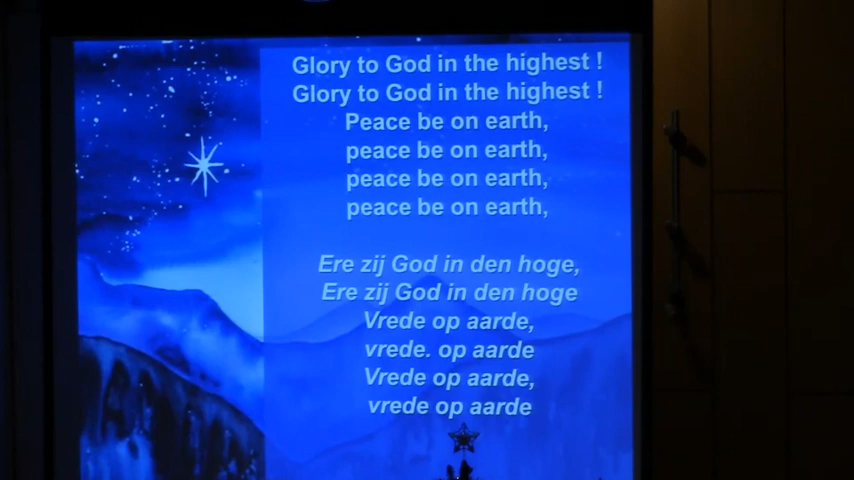 Glory to God in the highest !
Glory to God in the highest !
Peace be on earth,
peace be on earth,
peace be on earth,
peace be on earth,
Ere zij God in den hoge,
Ere zij God in den hoge
Vrede op aarde,
vrede. op aarde
Vrede op aarde,
vrede op aarde